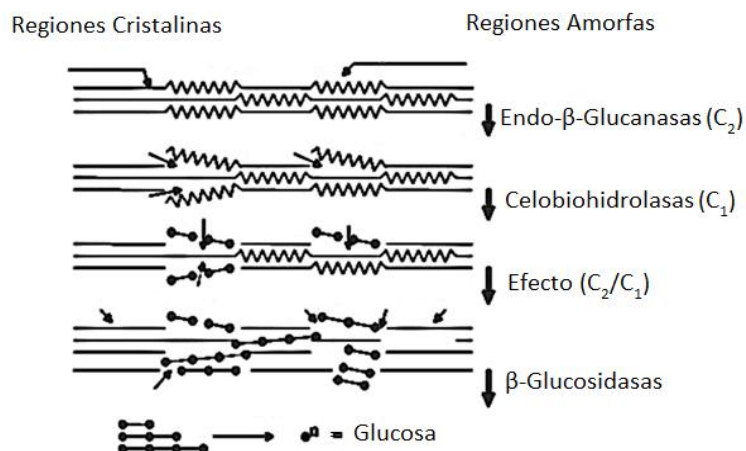 Regiones Cristalinas
Regiones Amorfas
Endo-β-Glucanasas (C₂)
Celobiohidrolasas (C₁)
Efecto (C₂/C₁)
β-Glucosidasas
n = Glucosa